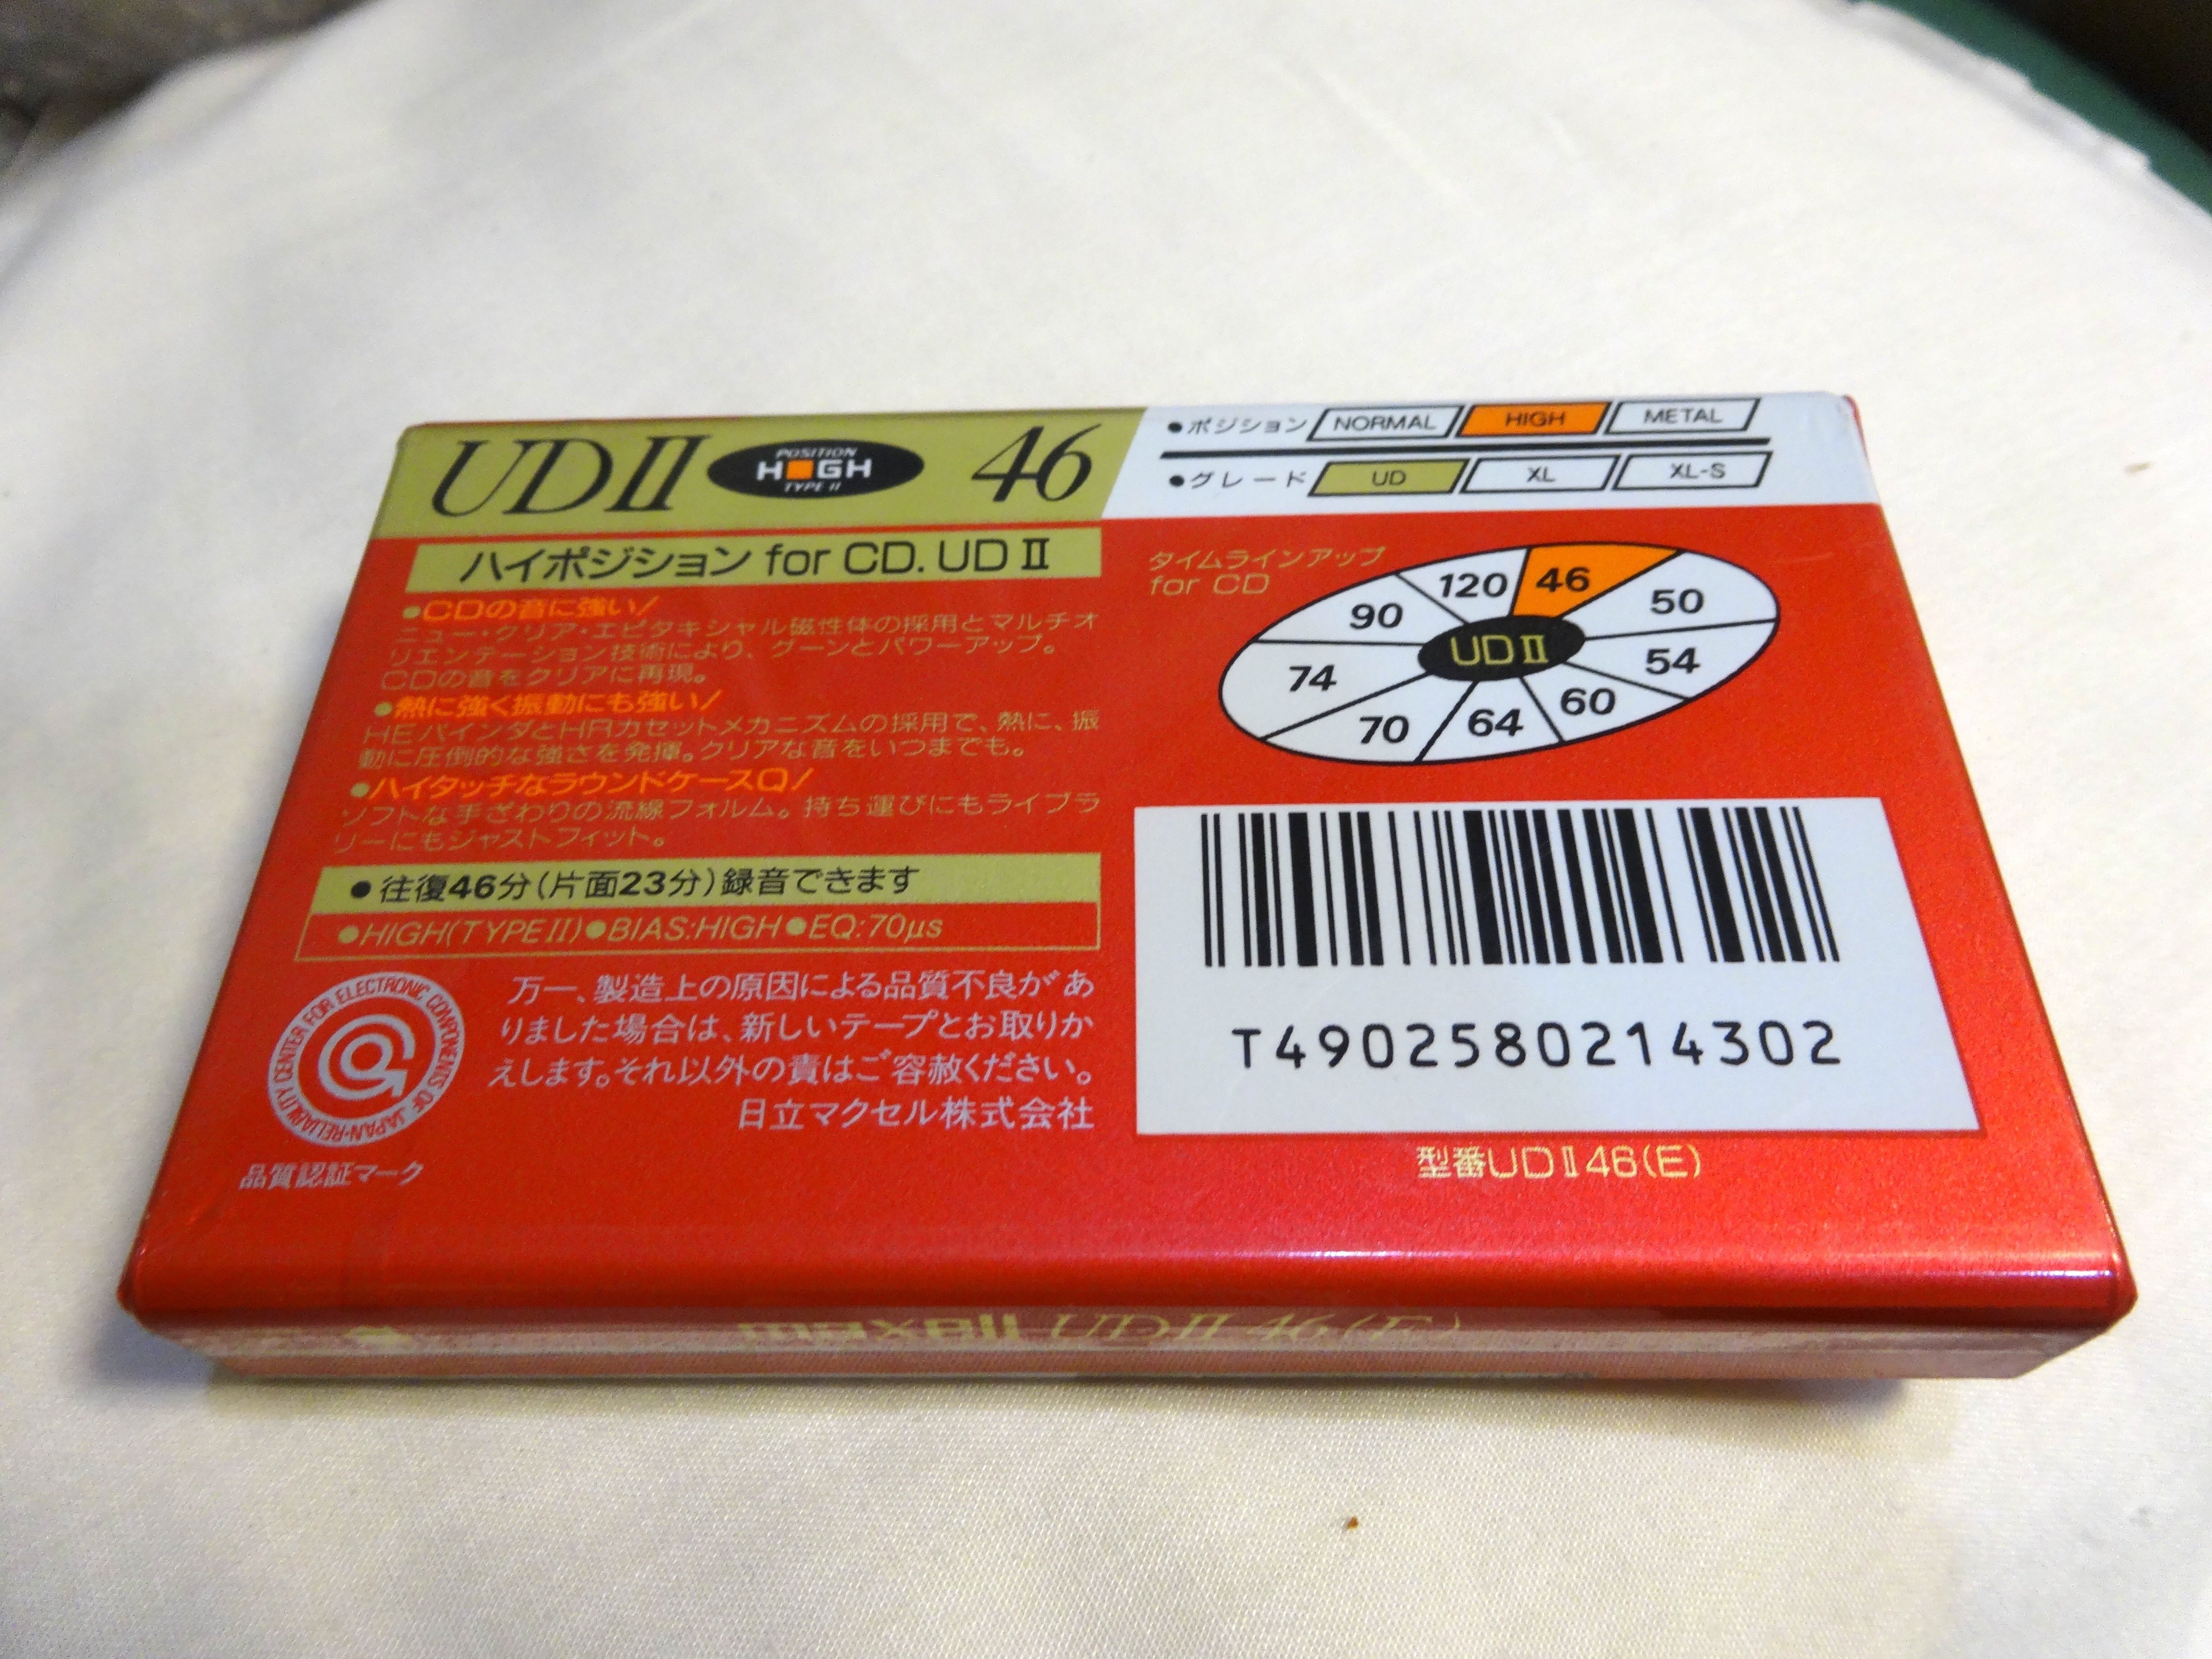 UDⅡ POSITION HIGH TYPE Ⅱ 46
●ポジション NORMAL HIGH METAL
●グレード UD XL XL-S
ハイポジション for CD. UDⅡ
●CDの音に強い！
ニュー・クリア・エピタキシャル磁性体の採用とマルチオ
リエンテーション技術により、グーンとパワーアップ。
CDの音をクリアに再現。
●熱に強く振動にも強い！
HEバインダとHRカセットメカニズムの採用で、熱に、振
動に圧倒的な強さを発揮。クリアな音をいつまでも。
●ハイタッチなラウンドケースQ！
ソフトな手ざわりの流線フォルム。持ち運びにもライブラ
リーにもジャストフィット。
●往復46分(片面23分)録音できます
●HIGH(TYPEⅡ)●BIAS:HIGH●EQ:70μs
RELIABILITY CENTER FOR ELECTRONIC COMPONENTS OF JAPAN
品質認証マーク
万一、製造上の原因による品質不良があ
りました場合は、新しいテープとお取りか
えします。それ以外の責はご容赦ください。
日立マクセル株式会社
タイムラインアップ
for CD
46
50
54
60
64
70
74
90
120
UDⅡ
T4902580214302
型番UDⅡ46(E)
maxell UDⅡ 46(E)